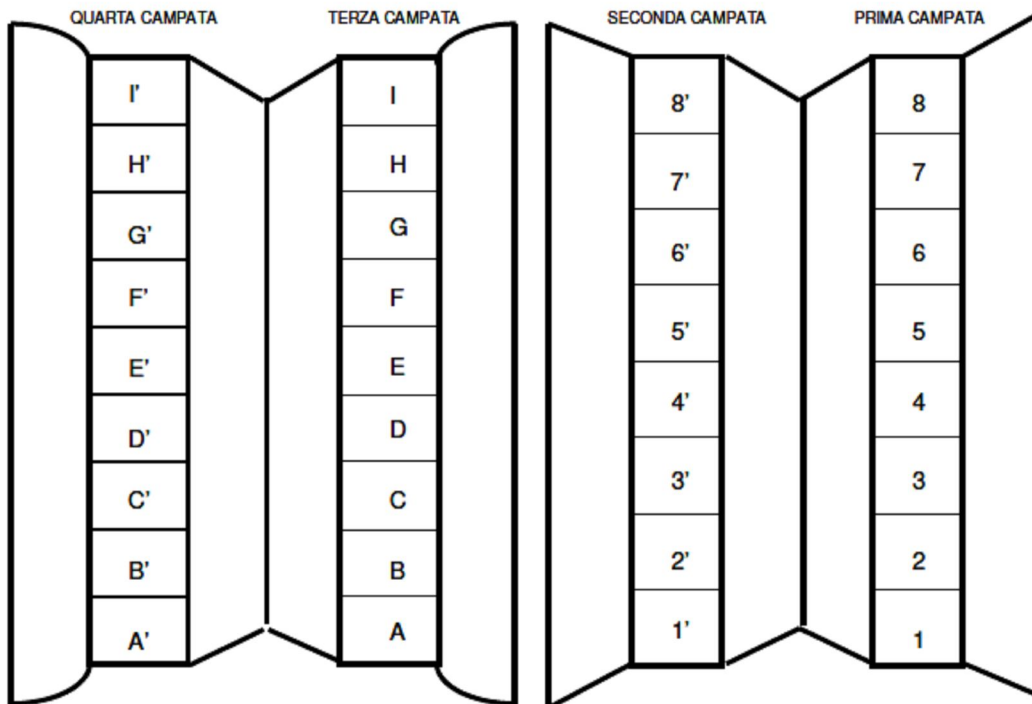 QUARTA CAMPATA TERZA CAMPATA SECONDA CAMPATA PRIMA CAMPATA
I' I 8' 8
H' H 7' 7
G' G 6' 6
F' F 5' 5
E' E 4' 4
D' D 3' 3
C' C 2' 2
B' B 1' 1
A' A